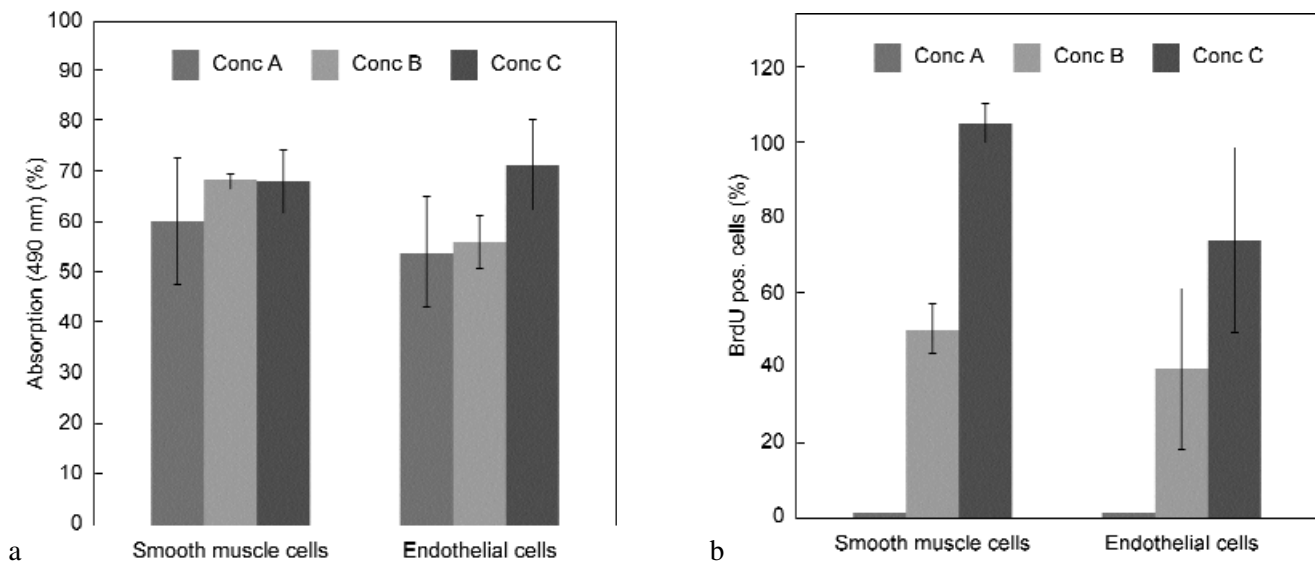 100
90
80
70
60
50
40
30
20
10
0
Absorption (490 nm) (%)
Conc A Conc B Conc C
Smooth muscle cells Endothelial cells
a
120
100
80
60
40
20
0
BrdU pos. cells (%)
Conc A Conc B Conc C
Smooth muscle cells Endothelial cells
b